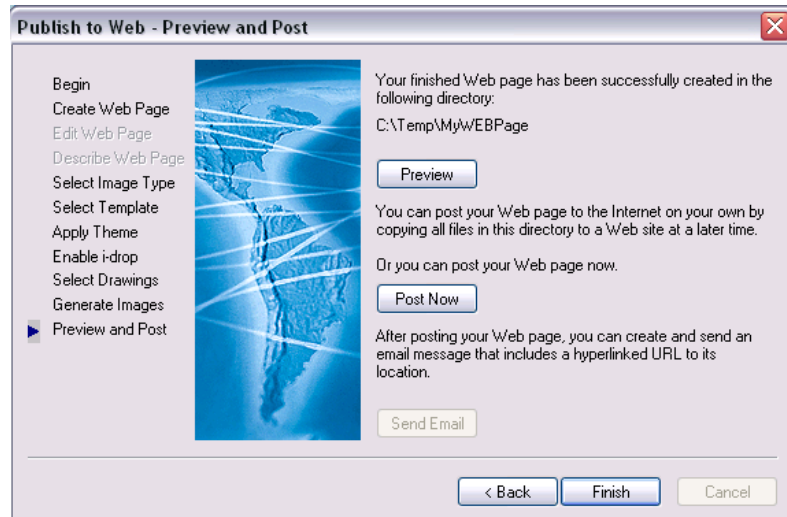 Publish to Web - Preview and Post
Begin
Create Web Page
Edit Web Page
Describe Web Page
Select Image Type
Select Template
Apply Theme
Enable i-drop
Select Drawings
Generate Images
Preview and Post
Your finished Web page has been successfully created in the
following directory:
C:\Temp\MyWEBPage
Preview
You can post your Web page to the Internet on your own by
copying all files in this directory to a Web site at a later time.
Or you can post your Web page now.
Post Now
After posting your Web page, you can create and send an
email message that includes a hyperlinked URL to its
location.
Send Email
< Back
Finish
Cancel